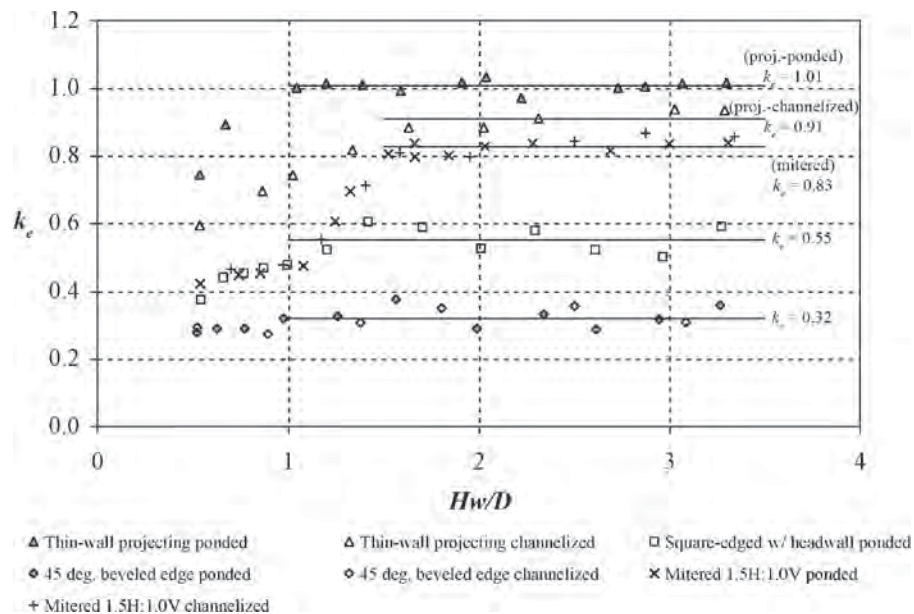 1.2
1.0
0.8
0.6
0.4
0.2
0.0
k_e
0
1
2
3
4
Hw/D
(proj.-ponded)
k_e = 1.01
(proj.-channelized)
k_e = 0.91
(mitered)
k_e = 0.83
k_e = 0.55
k_e = 0.32
Thin-wall projecting ponded
Thin-wall projecting channelized
Square-edged w/ headwall ponded
45 deg. beveled edge ponded
45 deg. beveled edge channelized
Mitered 1.5H:1.0V ponded
Mitered 1.5H:1.0V channelized